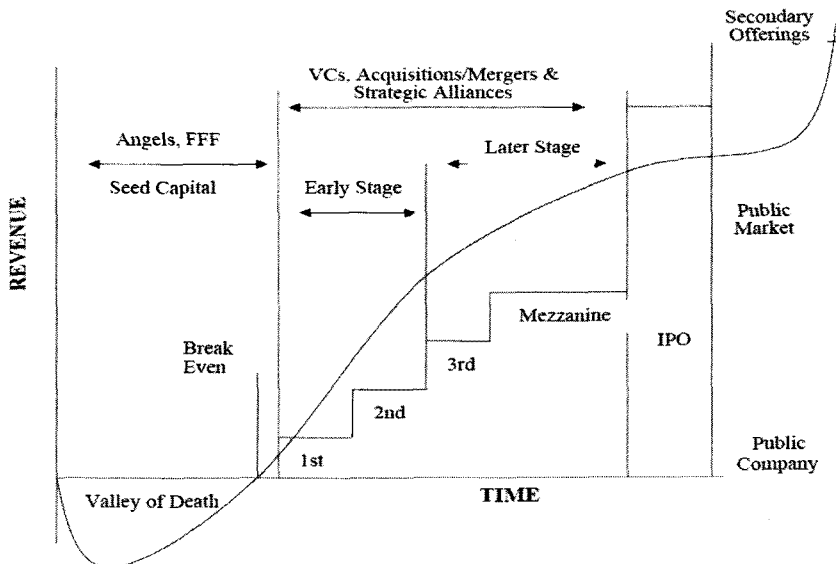 Secondary
Offerings
VCs, Acquisitions/Mergers &
Strategic Alliances
Angels, FFF
Later Stage
Seed Capital
Early Stage
REVENUE
Public
Market
Mezzanine
IPO
Break
Even
3rd
2nd
Public
Company
1st
Valley of Death
TIME